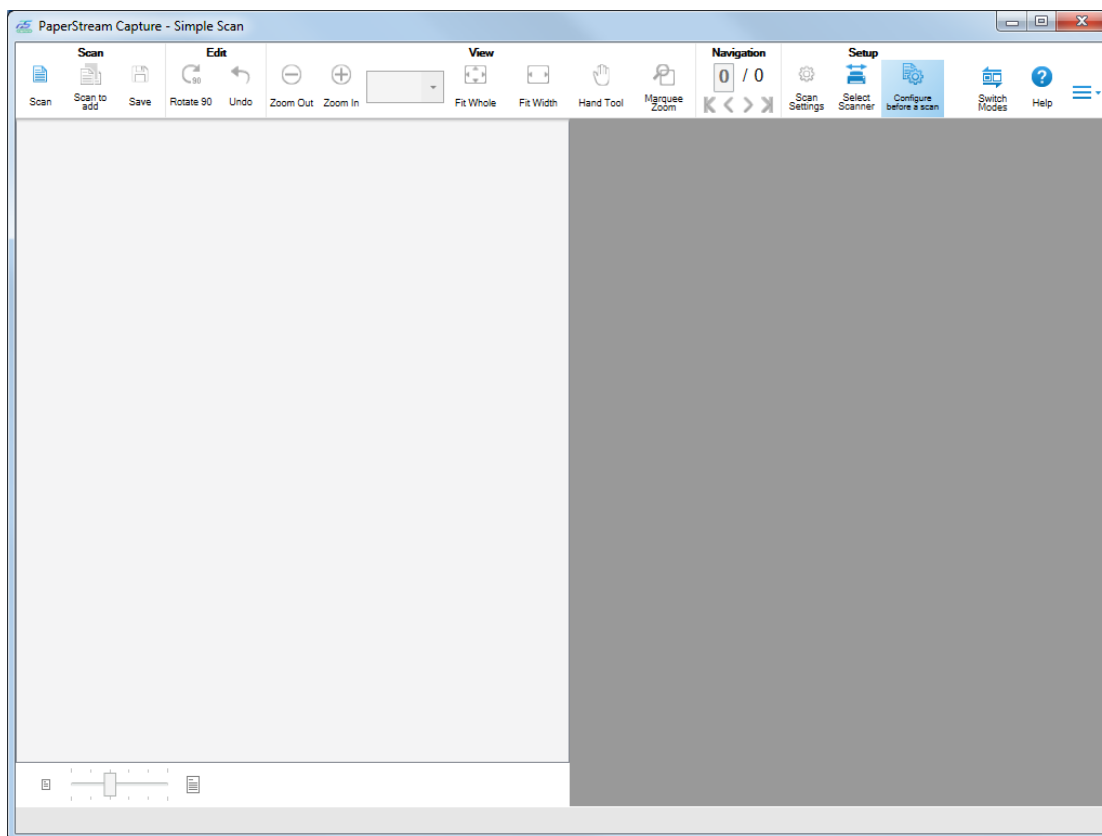 PaperStream Capture - Simple Scan
Scan Edit View Navigation Setup
90 0 / 0
Scan Scan to add Save Rotate 90 Undo Zoom Out Zoom In Fit Whole Fit Width Hand Tool Marquee Zoom Scan Settings Select Scanner Configure before a scan Switch Modes Help